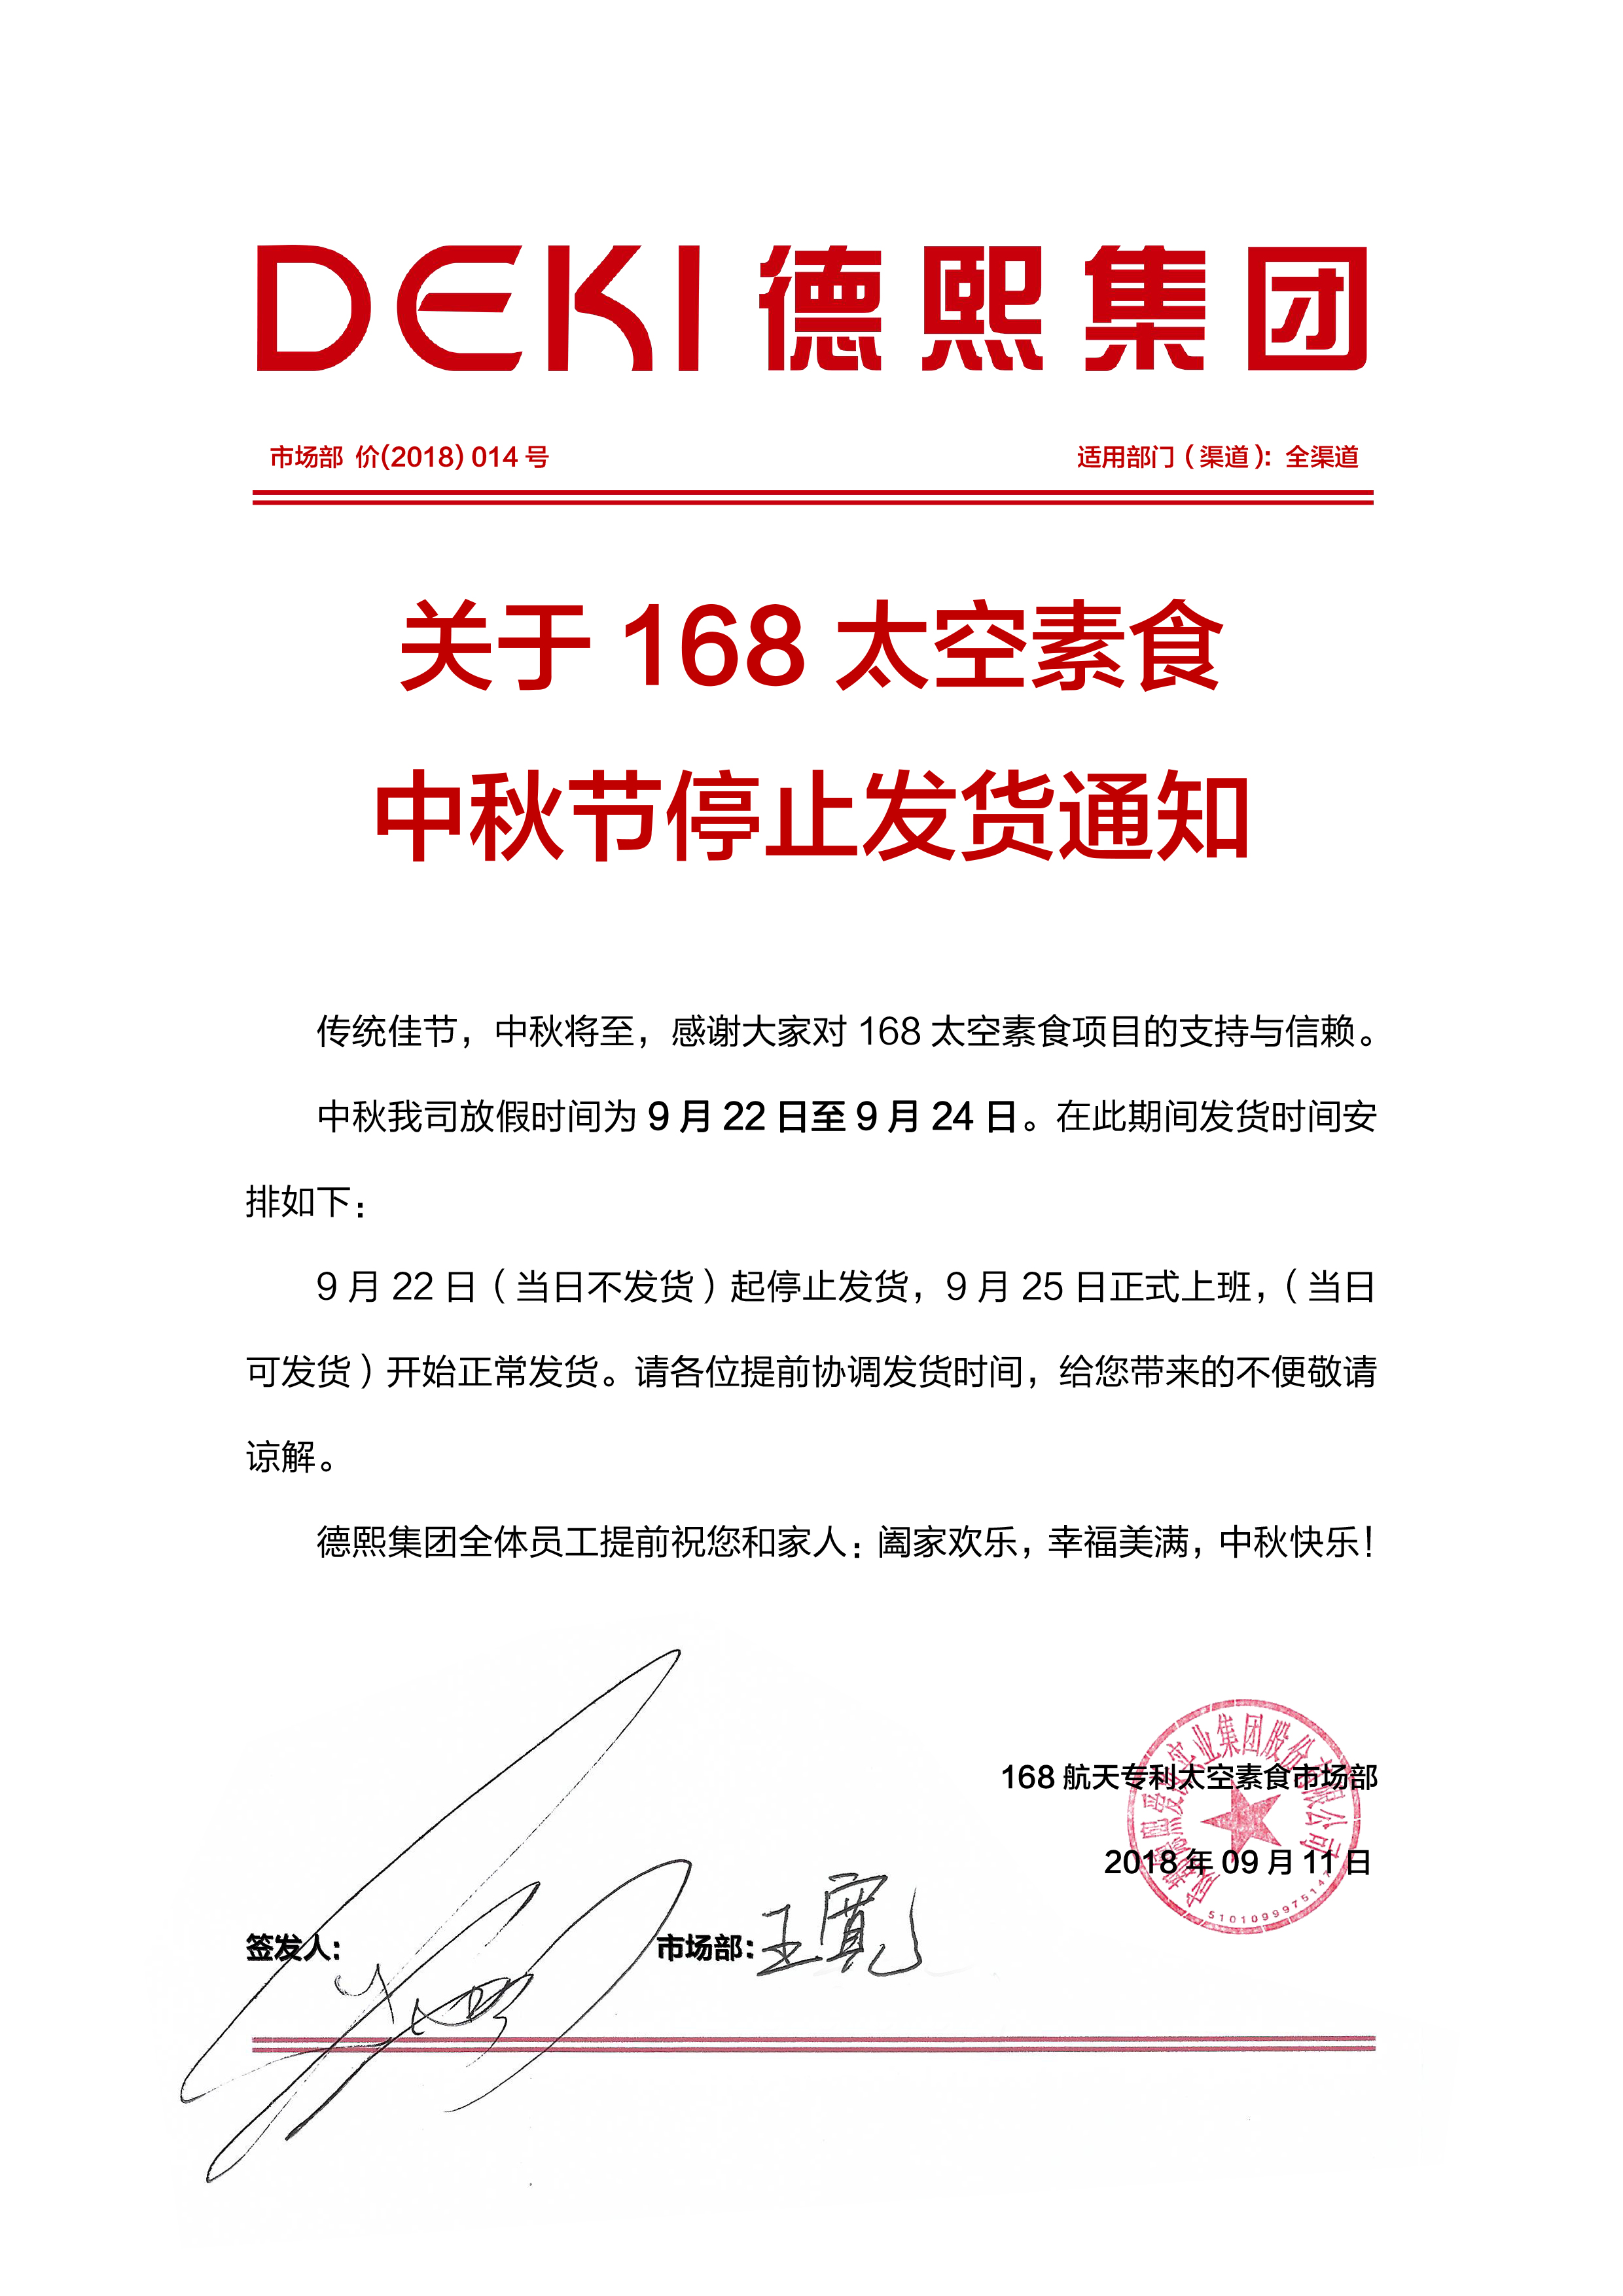 DEKI德熙集团
市场部 价(2018) 014 号
适用部门（渠道）：全渠道
关于 168 太空素食
中秋节停止发货通知
传统佳节，中秋将至，感谢大家对 168 太空素食项目的支持与信赖。
中秋我司放假时间为 9 月 22 日至 9 月 24 日。在此期间发货时间安
排如下：
9 月 22 日（当日不发货）起停止发货，9 月 25 日正式上班，（当日
可发货）开始正常发货。请各位提前协调发货时间，给您带来的不便敬请
谅解。
德熙集团全体员工提前祝您和家人：阖家欢乐，幸福美满，中秋快乐！
168 航天专利太空素食市场部
2018 年 09 月 11 日
实业集团股份有限公司
签发人：
市场部：王寛